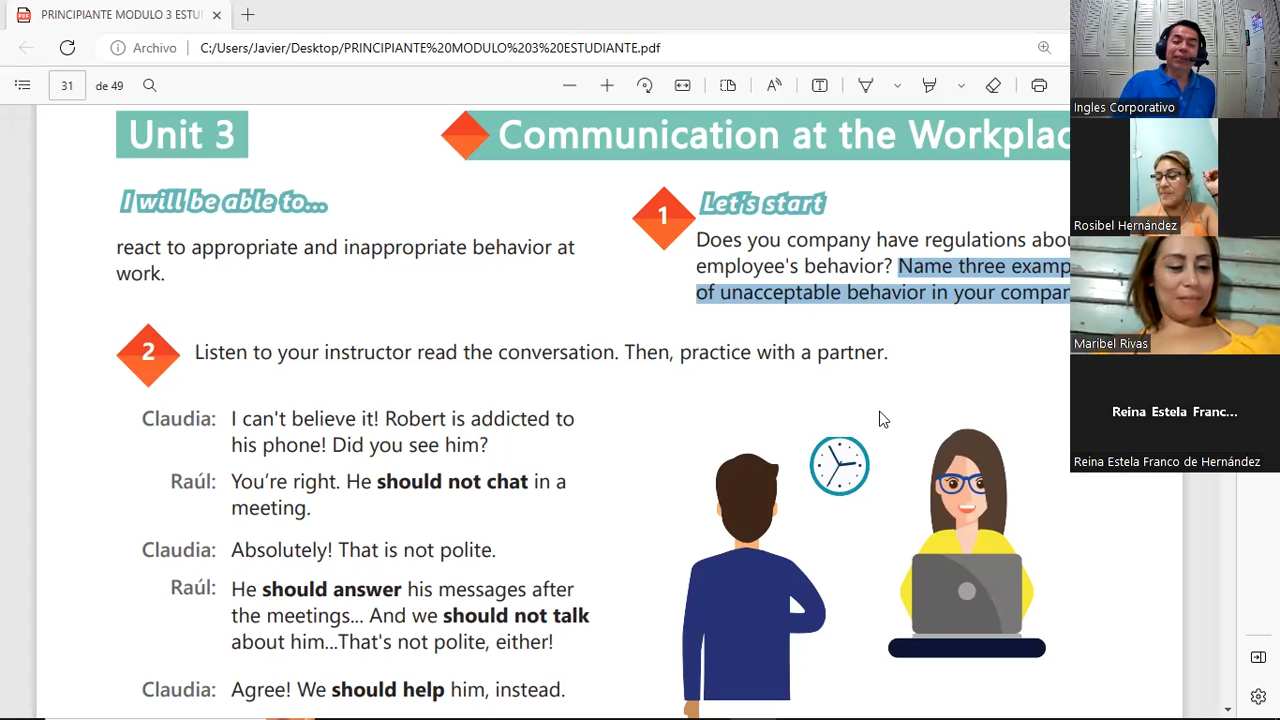 PRINCIPIANTE MODULO 3 ESTU
Archivo
C:/Users/Javier/Desktop/PRINCIPIANTE%20MODULO%203%20ESTUDIANTE.pdf
31
de 49
Unit 3
Communication at the Workplac
I will be able to...
react to appropriate and inappropriate behavior at
work.
1
Let's start
Does you company have regulations abou
employee's behavior? Name three examp
of unacceptable behavior in your compan
2
Listen to your instructor read the conversation. Then, practice with a partner.
Claudia: I can't believe it! Robert is addicted to
his phone! Did you see him?
Raúl: You're right. He should not chat in a
meeting.
Claudia: Absolutely! That is not polite.
Raúl: He should answer his messages after
the meetings... And we should not talk
about him...That's not polite, either!
Claudia: Agree! We should help him, instead.
Ingles Corporativo
Rosibel Hernández
Maribel Rivas
Reina Estela Franc...
Reina Estela Franco de Hernández